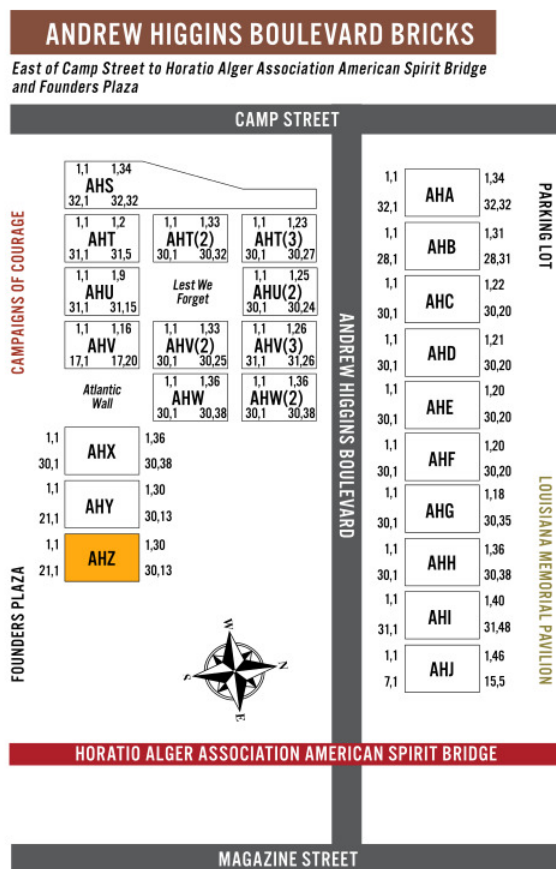 ANDREW HIGGINS BOULEVARD BRICKS
East of Camp Street to Horatio Alger Association American Spirit Bridge
and Founders Plaza
CAMP STREET
CAMPAIGNS OF COURAGE
FOUNDERS PLAZA
1,1 1,34
AHS
32,1 32,32
1,1 1,2
AHT
31,1 31,5
1,1 1,33
AHT(2)
30,1 30,32
1,1 1,23
AHT(3)
30,1 30,27
1,1 1,9
AHU
31,1 31,15
Lest We
Forget
1,1 1,25
AHU(2)
30,1 30,24
1,1 1,16
AHV
17,1 17,20
1,1 1,33
AHV(2)
30,1 30,25
1,1 1,26
AHV(3)
31,1 31,26
Atlantic
Wall
1,1 1,36
AHW
30,1 30,38
1,1 1,36
AHW(2)
30,1 30,38
1,1 1,36
AHX
30,1 30,38
1,1 1,30
AHY
21,1 30,13
1,1 1,30
AHZ
21,1 30,13
W
N
S
E
ANDREW HIGGINS BOULEVARD
1,1 1,34
AHA
32,1 32,32
1,1 1,31
AHB
28,1 28,31
1,1 1,22
AHC
30,1 30,20
1,1 1,21
AHD
30,1 30,20
1,1 1,20
AHE
30,1 30,20
1,1 1,20
AHF
30,1 30,20
1,1 1,18
AHG
30,1 30,35
1,1 1,36
AHH
30,1 30,38
1,1 1,40
AHI
31,1 31,48
1,1 1,46
AHJ
7,1 15,5
PARKING LOT
LOUISIANA MEMORIAL PAVILION
HORATIO ALGER ASSOCIATION AMERICAN SPIRIT BRIDGE
MAGAZINE STREET